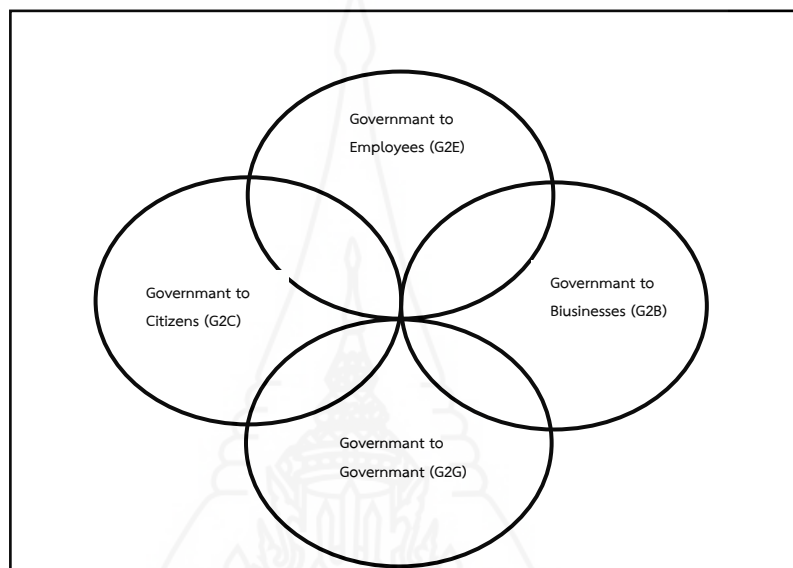 Governmant to
Employees (G2E)
Governmant to
Citizens (G2C)
Governmant to
Biusinesses (G2B)
Governmant to
Governmant (G2G)